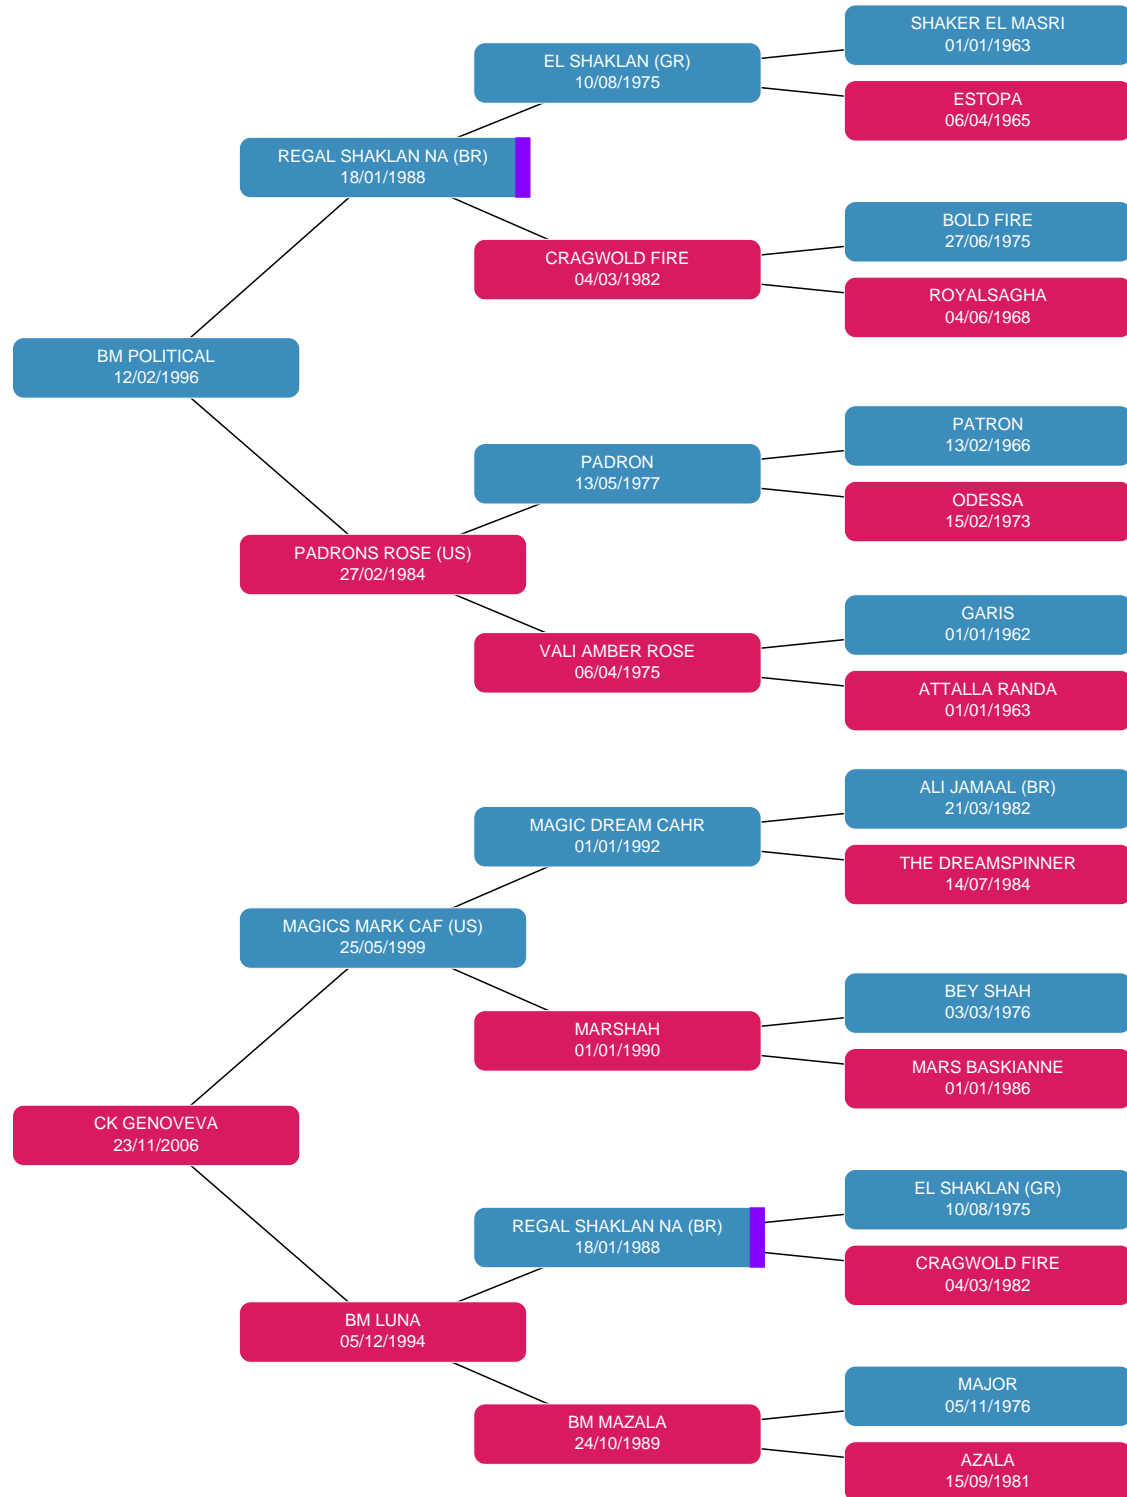 SHAKER EL MASRI
01/01/1963
EL SHAKLAN (GR)
10/08/1975
ESTOPA
06/04/1965
REGAL SHAKLAN NA (BR)
18/01/1988
BOLD FIRE
27/06/1975
CRAGWOLD FIRE
04/03/1982
ROYALSAGHA
04/06/1968
BM POLITICAL
12/02/1996
PATRON
13/02/1966
PADRON
13/05/1977
ODESSA
15/02/1973
PADRONS ROSE (US)
27/02/1984
GARIS
01/01/1962
VALI AMBER ROSE
06/04/1975
ATTALLA RANDA
01/01/1963
ALI JAMAAL (BR)
21/03/1982
MAGIC DREAM CAHR
01/01/1992
THE DREAMSPINNER
14/07/1984
MAGICS MARK CAF (US)
25/05/1999
BEY SHAH
03/03/1976
MARSHAH
01/01/1990
MARS BASKIANNE
01/01/1986
CK GENOVEVA
23/11/2006
EL SHAKLAN (GR)
10/08/1975
REGAL SHAKLAN NA (BR)
18/01/1988
CRAGWOLD FIRE
04/03/1982
BM LUNA
05/12/1994
MAJOR
05/11/1976
BM MAZALA
24/10/1989
AZALA
15/09/1981